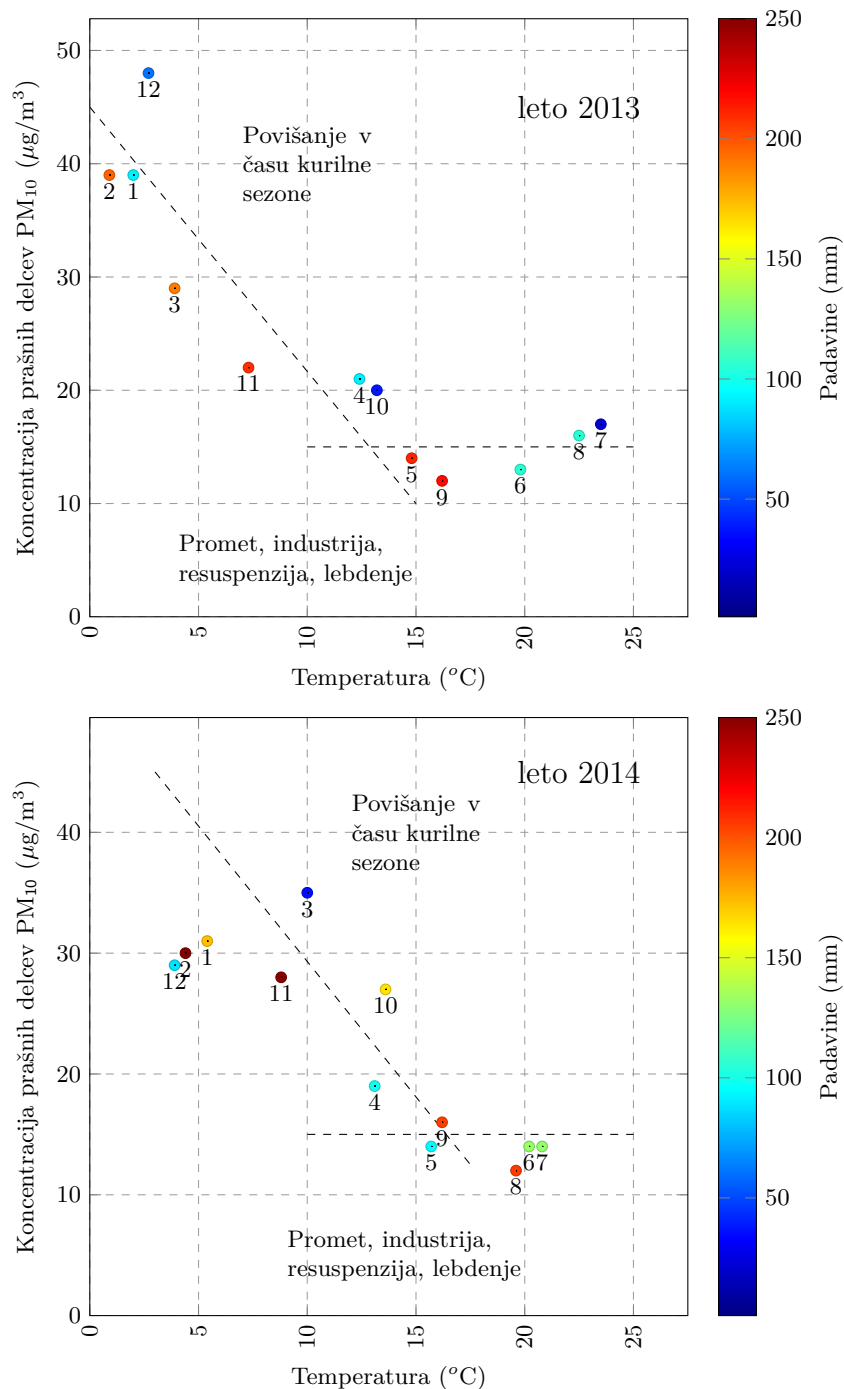 leto 2013
Povišanje v
času kurilne
sezone
Promet, industrija,
resuspenzija, lebdenje
Koncentracija prašnih delcev PM₁₀ (μg/m³)
50
40
30
20
10
0
0 5 10 15 20 25
Temperatura (°C)
12
2 1
3
11
4
10
5
9
6
8
7
250
200
150
100
50
Padavine (mm)
leto 2014
Povišanje v
času kurilne
sezone
Promet, industrija,
resuspenzija, lebdenje
Koncentracija prašnih delcev PM₁₀ (μg/m³)
40
30
20
10
0
0 5 10 15 20 25
Temperatura (°C)
3
1
2
12
11
10
4
9
5
6 7
8
250
200
150
100
50
Padavine (mm)